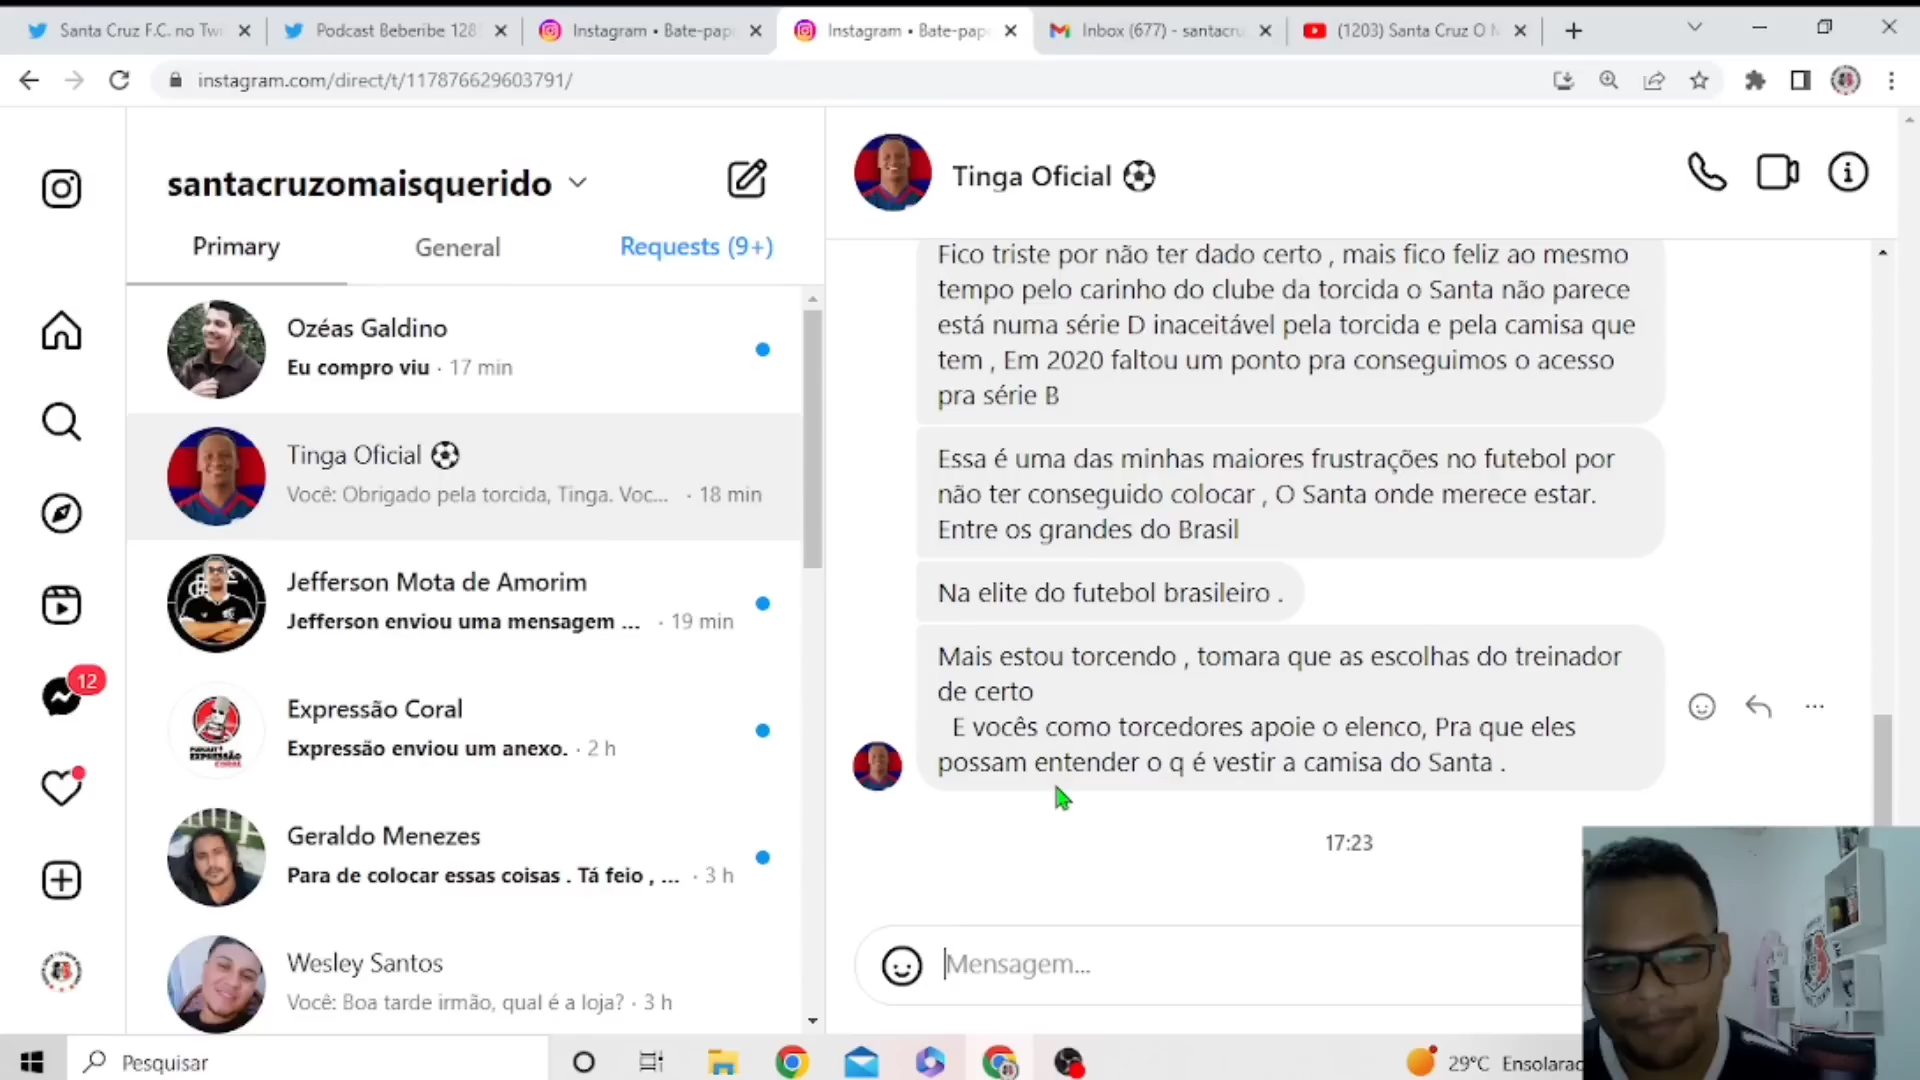 Santa Cruz F.C. no Twi
Podcast Beberibe 128
Instagram • Bate-pap
Instagram • Bate-pap
Inbox (677) - santacru
(1203) Santa Cruz O M
instagram.com/direct/t/117876629603791/
santacruzomaisquerido
Primary
General
Requests (9+)
Ozéas Galdino
Eu compro viu · 17 min
Tinga Oficial
Você: Obrigado pela torcida, Tinga. Voc... · 18 min
Jefferson Mota de Amorim
Jefferson enviou uma mensagem ... · 19 min
12
Expressão Coral
Expressão enviou um anexo. · 2 h
Geraldo Menezes
Para de colocar essas coisas . Tá feio , ... · 3 h
Wesley Santos
Você: Boa tarde irmão, qual é a loja? · 3 h
Tinga Oficial
Fico triste por não ter dado certo , mais fico feliz ao mesmo
tempo pelo carinho do clube da torcida o Santa não parece
está numa série D inaceitável pela torcida e pela camisa que
tem , Em 2020 faltou um ponto pra conseguimos o acesso
pra série B
Essa é uma das minhas maiores frustrações no futebol por
não ter conseguido colocar , O Santa onde merece estar.
Entre os grandes do Brasil
Na elite do futebol brasileiro .
Mais estou torcendo , tomara que as escolhas do treinador
de certo
E vocês como torcedores apoie o elenco, Pra que eles
possam entender o q é vestir a camisa do Santa .
17:23
Mensagem...
Pesquisar
29°C Ensolarad